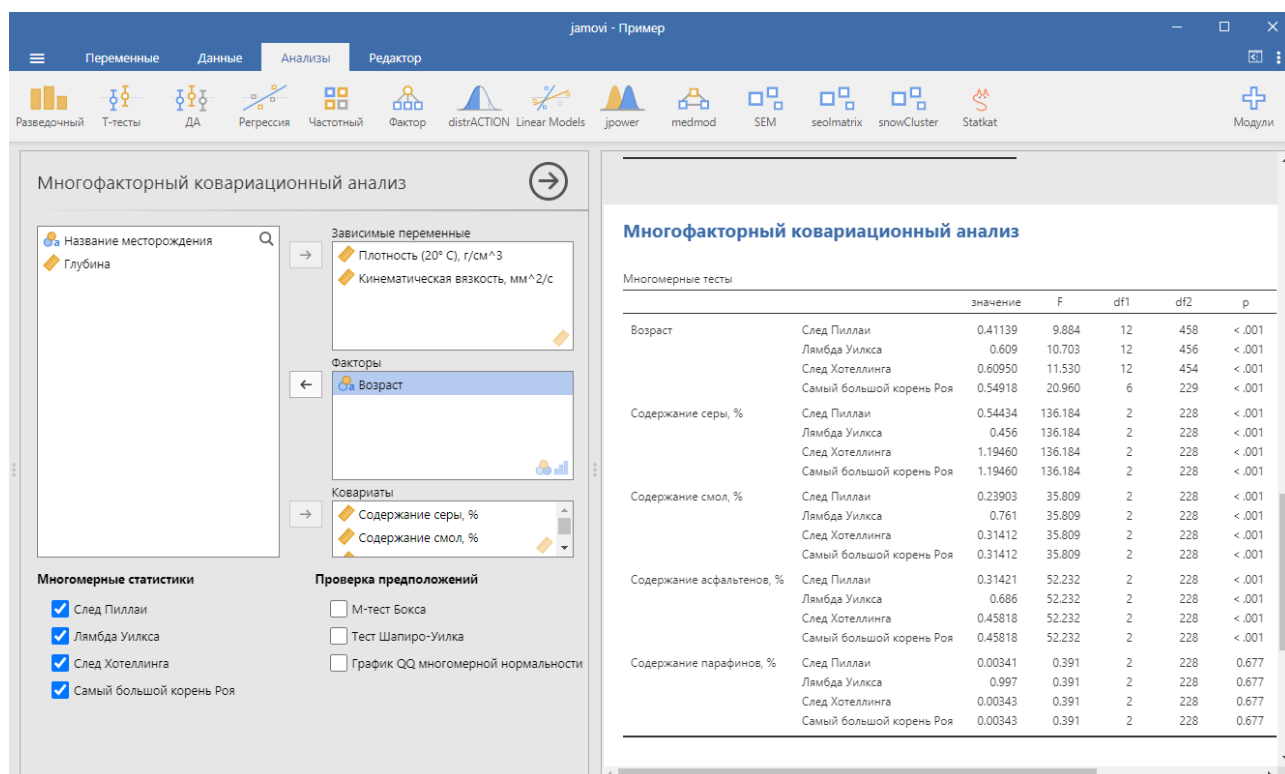 jamovi - Пример
Переменные Данные Анализы Редактор
Разведочный T-тесты ДА Регрессия Частотный Фактор distrACTION Linear Models jpower medmod SEM seolmatrix snowCluster Statkat Модули
Многофакторный ковариационный анализ
Название месторождения
Глубина
Зависимые переменные
Плотность (20° C), г/см^3
Кинематическая вязкость, мм^2/с
Факторы
Возраст
Ковариаты
Содержание серы, %
Содержание смол, %
Многомерные статистики
След Пиллаи
Лямбда Уилкса
След Хотеллинга
Самый большой корень Роя
Проверка предположений
М-тест Бокса
Тест Шапиро-Уилка
График QQ многомерной нормальности
Многофакторный ковариационный анализ
Многомерные тесты
значение F df1 df2 p
Возраст След Пиллаи 0.41139 9.884 12 458 < .001
Лямбда Уилкса 0.609 10.703 12 456 < .001
След Хотеллинга 0.60950 11.530 12 454 < .001
Самый большой корень Роя 0.54918 20.960 6 229 < .001
Содержание серы, % След Пиллаи 0.54434 136.184 2 228 < .001
Лямбда Уилкса 0.456 136.184 2 228 < .001
След Хотеллинга 1.19460 136.184 2 228 < .001
Самый большой корень Роя 1.19460 136.184 2 228 < .001
Содержание смол, % След Пиллаи 0.23903 35.809 2 228 < .001
Лямбда Уилкса 0.761 35.809 2 228 < .001
След Хотеллинга 0.31412 35.809 2 228 < .001
Самый большой корень Роя 0.31412 35.809 2 228 < .001
Содержание асфальтенов, % След Пиллаи 0.31421 52.232 2 228 < .001
Лямбда Уилкса 0.686 52.232 2 228 < .001
След Хотеллинга 0.45818 52.232 2 228 < .001
Самый большой корень Роя 0.45818 52.232 2 228 < .001
Содержание парафинов, % След Пиллаи 0.00341 0.391 2 228 0.677
Лямбда Уилкса 0.997 0.391 2 228 0.677
След Хотеллинга 0.00343 0.391 2 228 0.677
Самый большой корень Роя 0.00343 0.391 2 228 0.677